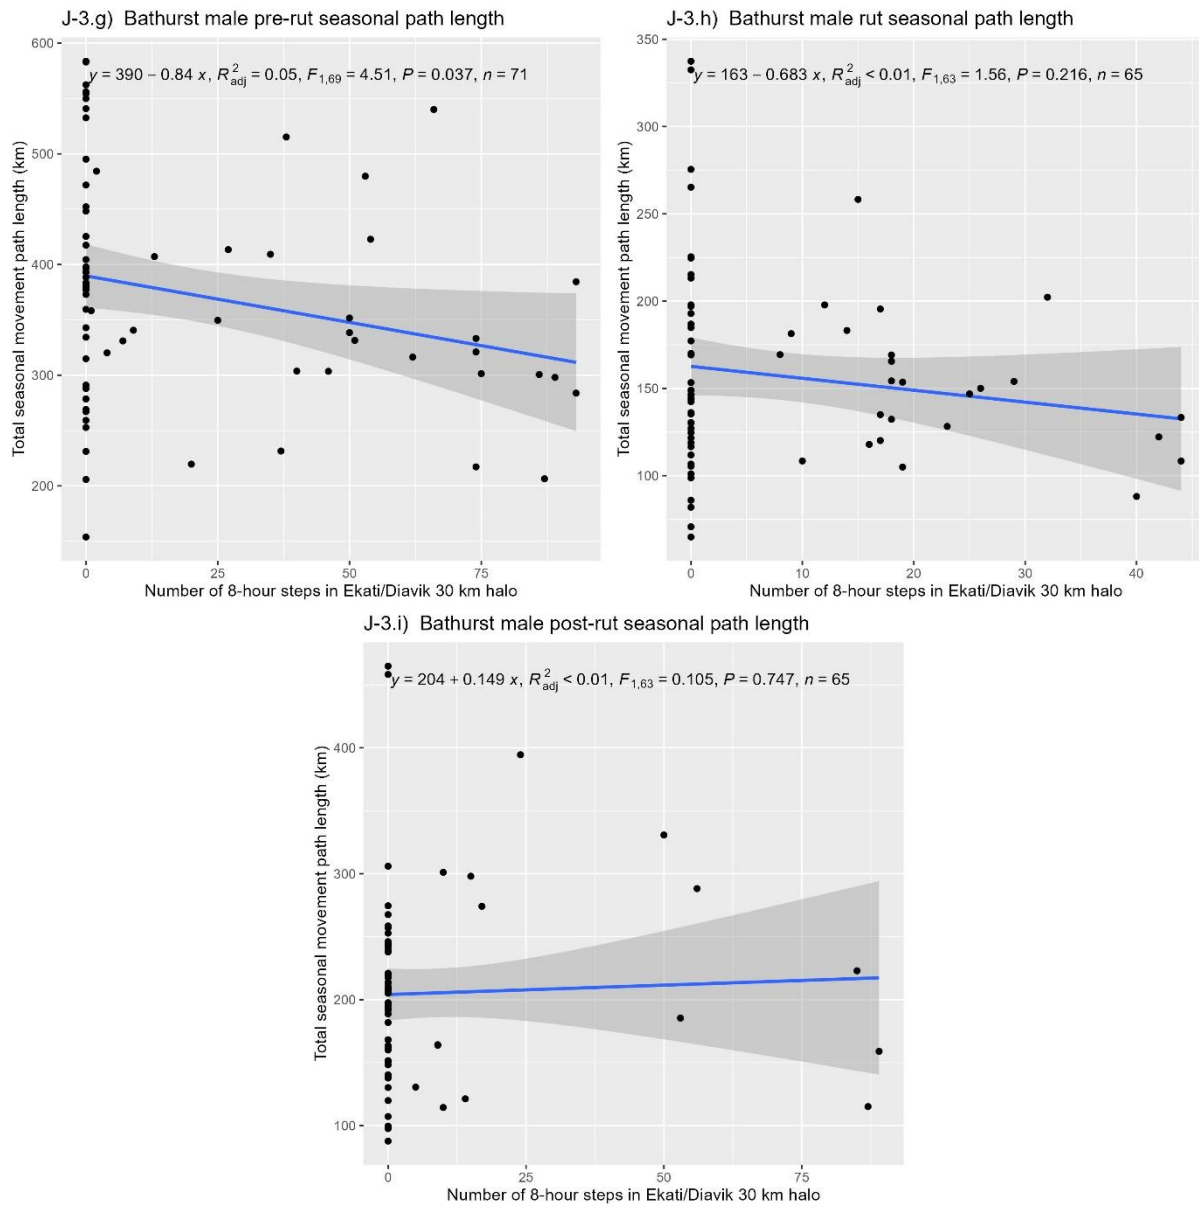 J-3.g) Bathurst male pre-rut seasonal path length
600
500
400
300
200
Total seasonal movement path length (km)
y = 390 − 0.84 x, R²adj = 0.05, F1,69 = 4.51, P = 0.037, n = 71
0 25 50 75
Number of 8-hour steps in Ekati/Diavik 30 km halo
J-3.h) Bathurst male rut seasonal path length
350
300
250
200
150
100
Total seasonal movement path length (km)
y = 163 − 0.683 x, R²adj < 0.01, F1,63 = 1.56, P = 0.216, n = 65
0 10 20 30 40
Number of 8-hour steps in Ekati/Diavik 30 km halo
J-3.i) Bathurst male post-rut seasonal path length
400
300
200
100
Total seasonal movement path length (km)
y = 204 + 0.149 x, R²adj < 0.01, F1,63 = 0.105, P = 0.747, n = 65
0 25 50 75
Number of 8-hour steps in Ekati/Diavik 30 km halo